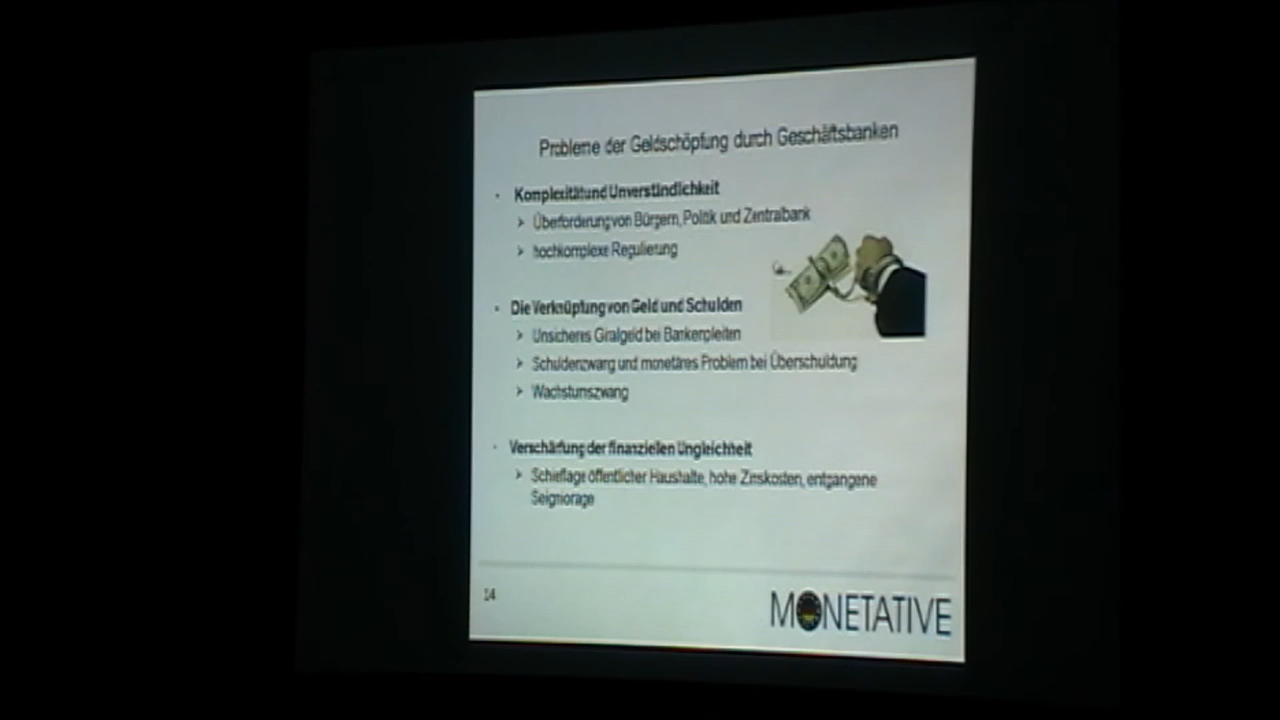 Probleme der Geldschöpfung durch Geschäftsbanken
• Komplexität und Unverständlichkeit
➤ Überforderung von Bürgern, Politik und Zentralbank
➤ hochkomplexe Regulierung
• Die Verknüpfung von Geld und Schulden
➤ Unsicheres Giralgeld bei Bankenpleiten
➤ Schuldenzwang und monetäres Problem bei Überschuldung
➤ Wachstumszwang
• Verschärfung der finanziellen Ungleichheit
➤ Schieflage öffentlicher Haushalte, hohe Zinskosten, entgangene
Seigniorage
14
MONETATIVE